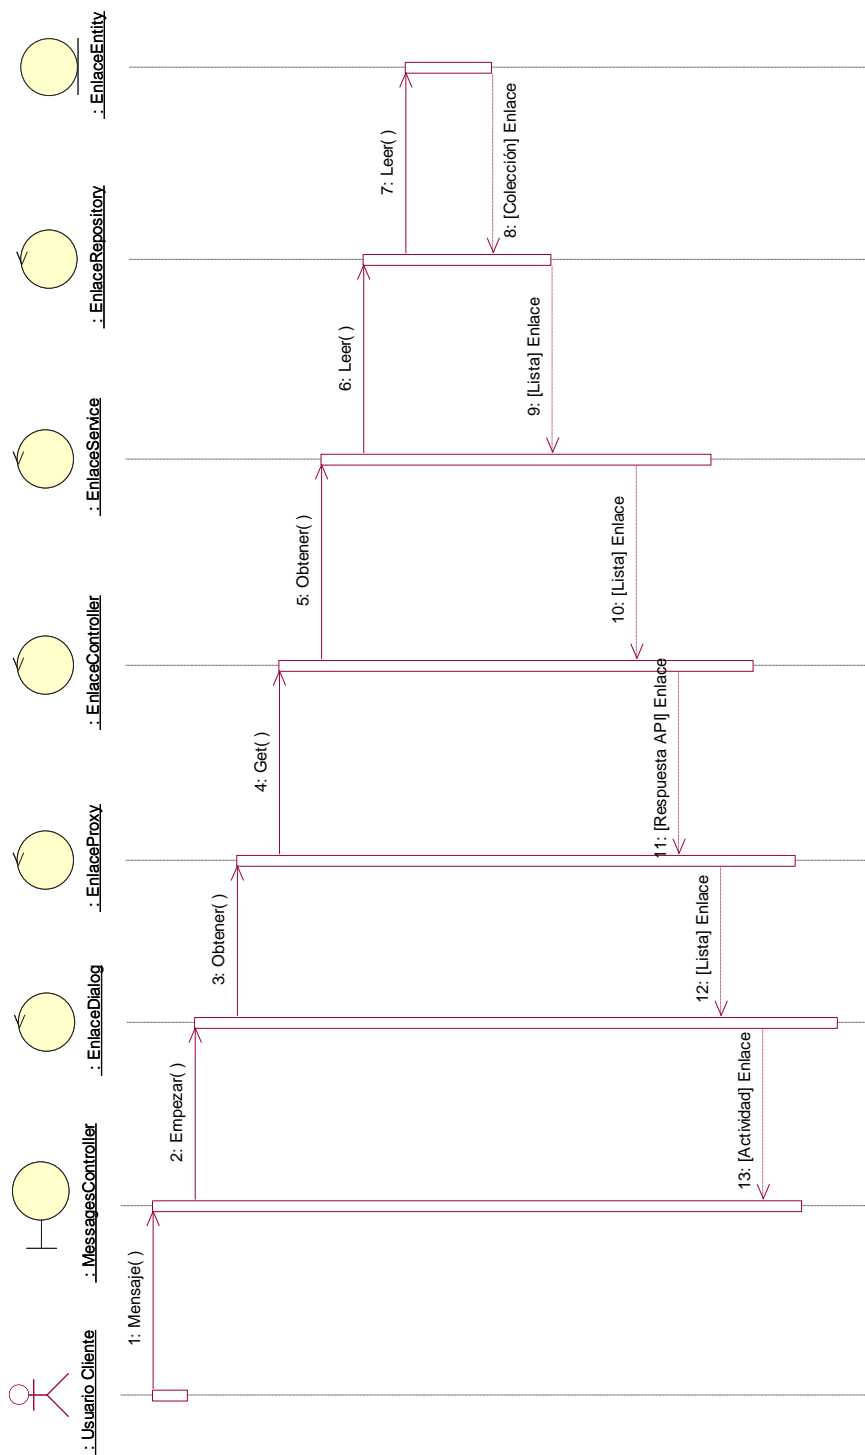 : Usuario Cliente
: MessagesController
: EnlaceDialog
: EnlaceProxy
: EnlaceController
: EnlaceService
: EnlaceRepository
: EnlaceEntity
1: Mensaje( )
2: Empezar( )
3: Obtener( )
4: Get( )
5: Obtener( )
6: Leer( )
7: Leer( )
8: [Colección] Enlace
9: [Lista] Enlace
10: [Lista] Enlace
11: [Respuesta API] Enlace
12: [Lista] Enlace
13: [Actividad] Enlace